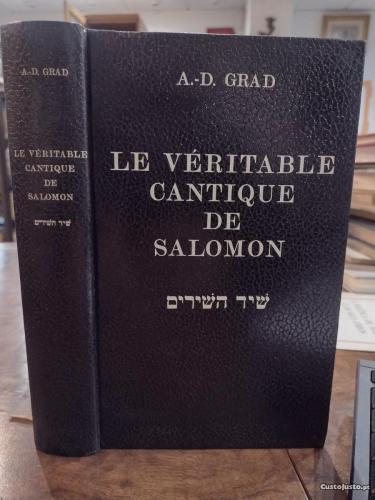 A.-D. GRAD
LE VÉRITABLE
CANTIQUE
DE
SALOMON
שיר השירים
A.-D. GRAD
LE VÉRITABLE
CANTIQUE
DE
SALOMON
שיר השירים
CustoJusto.pt